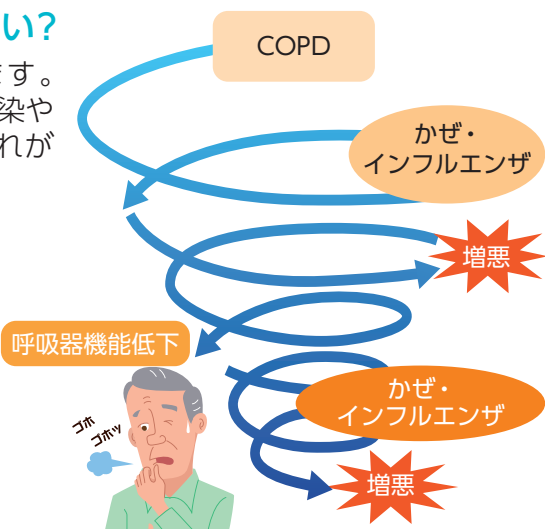 い?
す。
染や
れが
COPD
かぜ・
インフルエンザ
増悪
呼吸器機能低下
ゴホ
ゴホッ
かぜ・
インフルエンザ
増悪